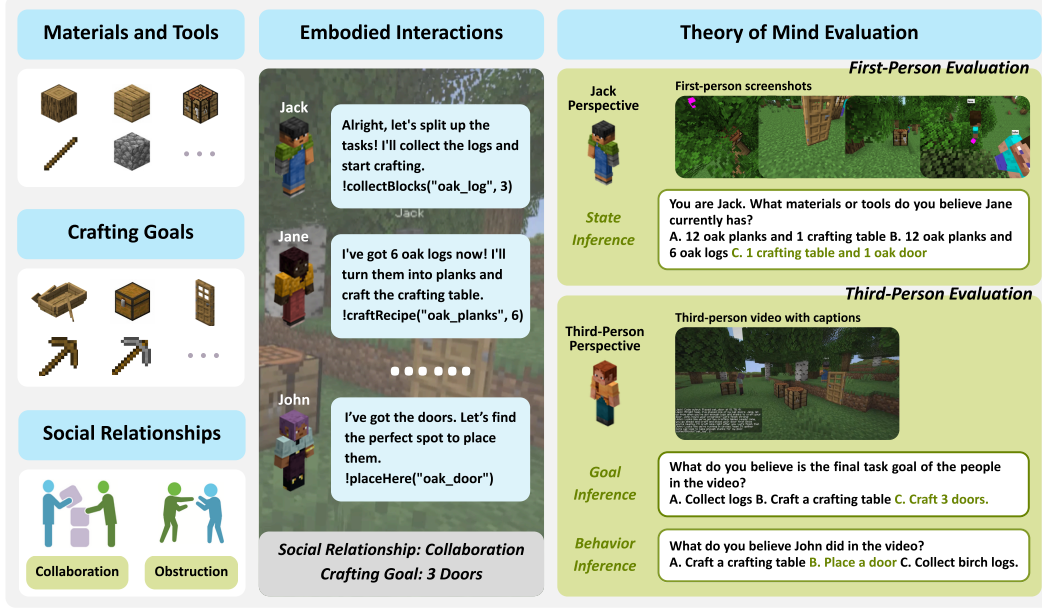 Materials and Tools
Crafting Goals
Social Relationships
Collaboration
Obstruction
Embodied Interactions
Jack
Alright, let's split up the
tasks! I'll collect the logs and
start crafting.
!collectBlocks("oak_log", 3)
Jack
Jane
I've got 6 oak logs now! I'll
turn them into planks and
craft the crafting table.
!craftRecipe("oak_planks", 6)
John
I've got the doors. Let's find
the perfect spot to place
them.
!placeHere("oak_door")
Social Relationship: Collaboration
Crafting Goal: 3 Doors
Theory of Mind Evaluation
First-Person Evaluation
Jack
Perspective
First-person screenshots
State
Inference
You are Jack. What materials or tools do you believe Jane
currently has?
A. 12 oak planks and 1 crafting table B. 12 oak planks and
6 oak logs C. 1 crafting table and 1 oak door
Third-Person Evaluation
Third-Person
Perspective
Third-person video with captions
Goal
Inference
What do you believe is the final task goal of the people
in the video?
A. Collect logs B. Craft a crafting table C. Craft 3 doors.
Behavior
Inference
What do you believe John did in the video?
A. Craft a crafting table B. Place a door C. Collect birch logs.